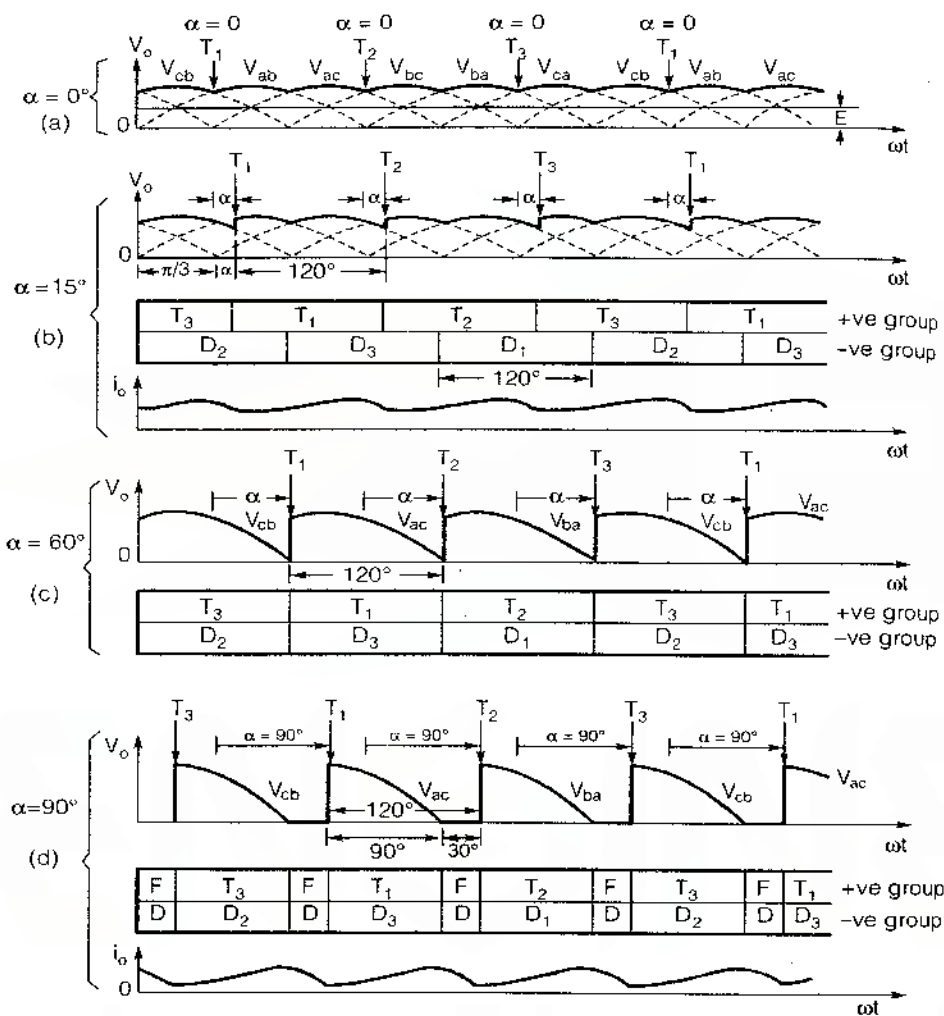 α = 0 α = 0 α = 0 α = 0
V₀ T₁ T₂ T₃ T₁
V_cb V_ab V_ac V_bc V_ba V_ca V_cb V_ab V_ac
α = 0°
(a)
E
0
ωt
T₁ T₂ T₃ T₁
V₀
α α α α
0
π/3 α 120°
ωt
α = 15°
(b)
T₃ T₁ T₂ T₃ T₁ +ve group
D₂ D₃ D₁ D₂ D₃ −ve group
120°
i₀
ωt
T₁ T₂ T₃ T₁
V₀
α α α α
V_cb V_ac V_ba V_cb V_ac
0
α = 60°
120°
ωt
(c)
T₃ T₁ T₂ T₃ T₁ +ve group
D₂ D₃ D₁ D₂ D₃ −ve group
T₃ T₁ T₂ T₃ T₁
V₀ α = 90° α = 90° α = 90° α = 90°
V_cb V_ac V_ba V_cb V_ac
120°
α=90°
90° 30°
ωt
(d)
F T₃ F T₁ F T₂ F T₃ F T₁ +ve group
D D₂ D D₃ D D₁ D D₂ D D₃ −ve group
i₀
0
ωt